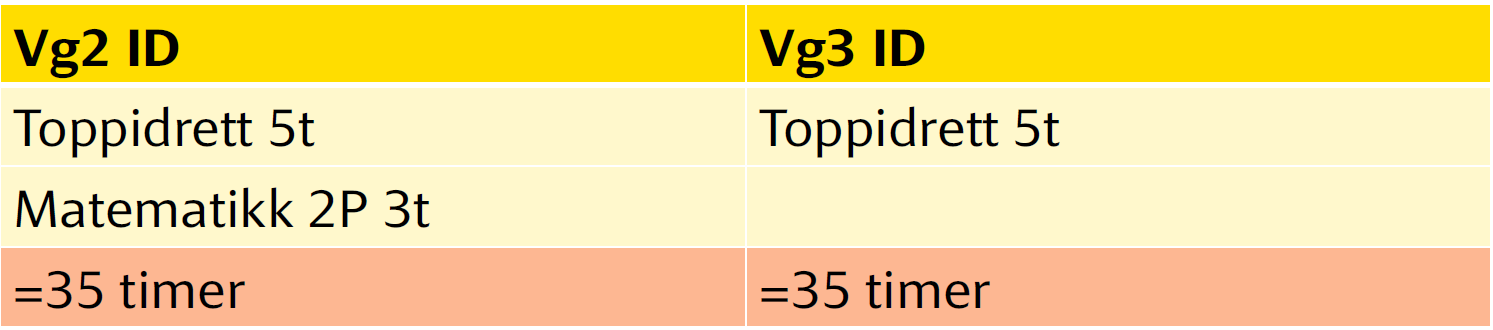 Vg2 ID Vg3 ID
Toppidrett 5t Toppidrett 5t
Matematikk 2P 3t
=35 timer =35 timer